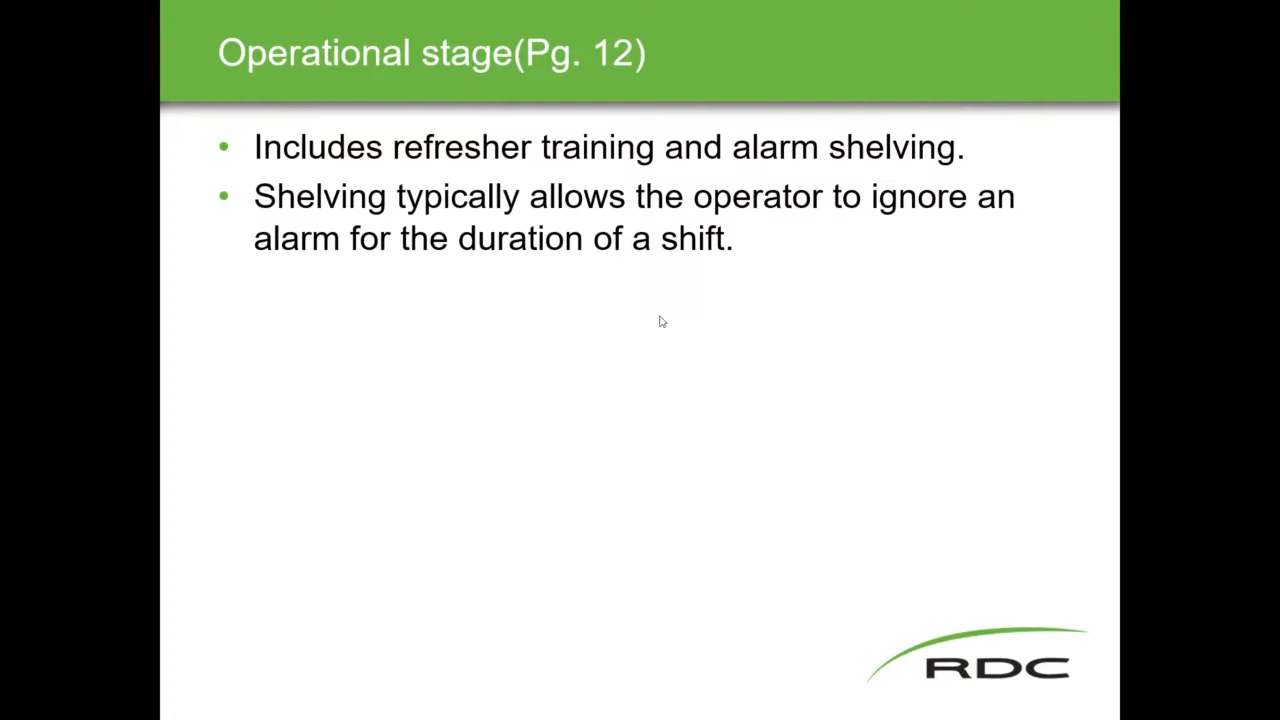 Operational stage(Pg. 12)
• Includes refresher training and alarm shelving.
• Shelving typically allows the operator to ignore an
alarm for the duration of a shift.
RDC